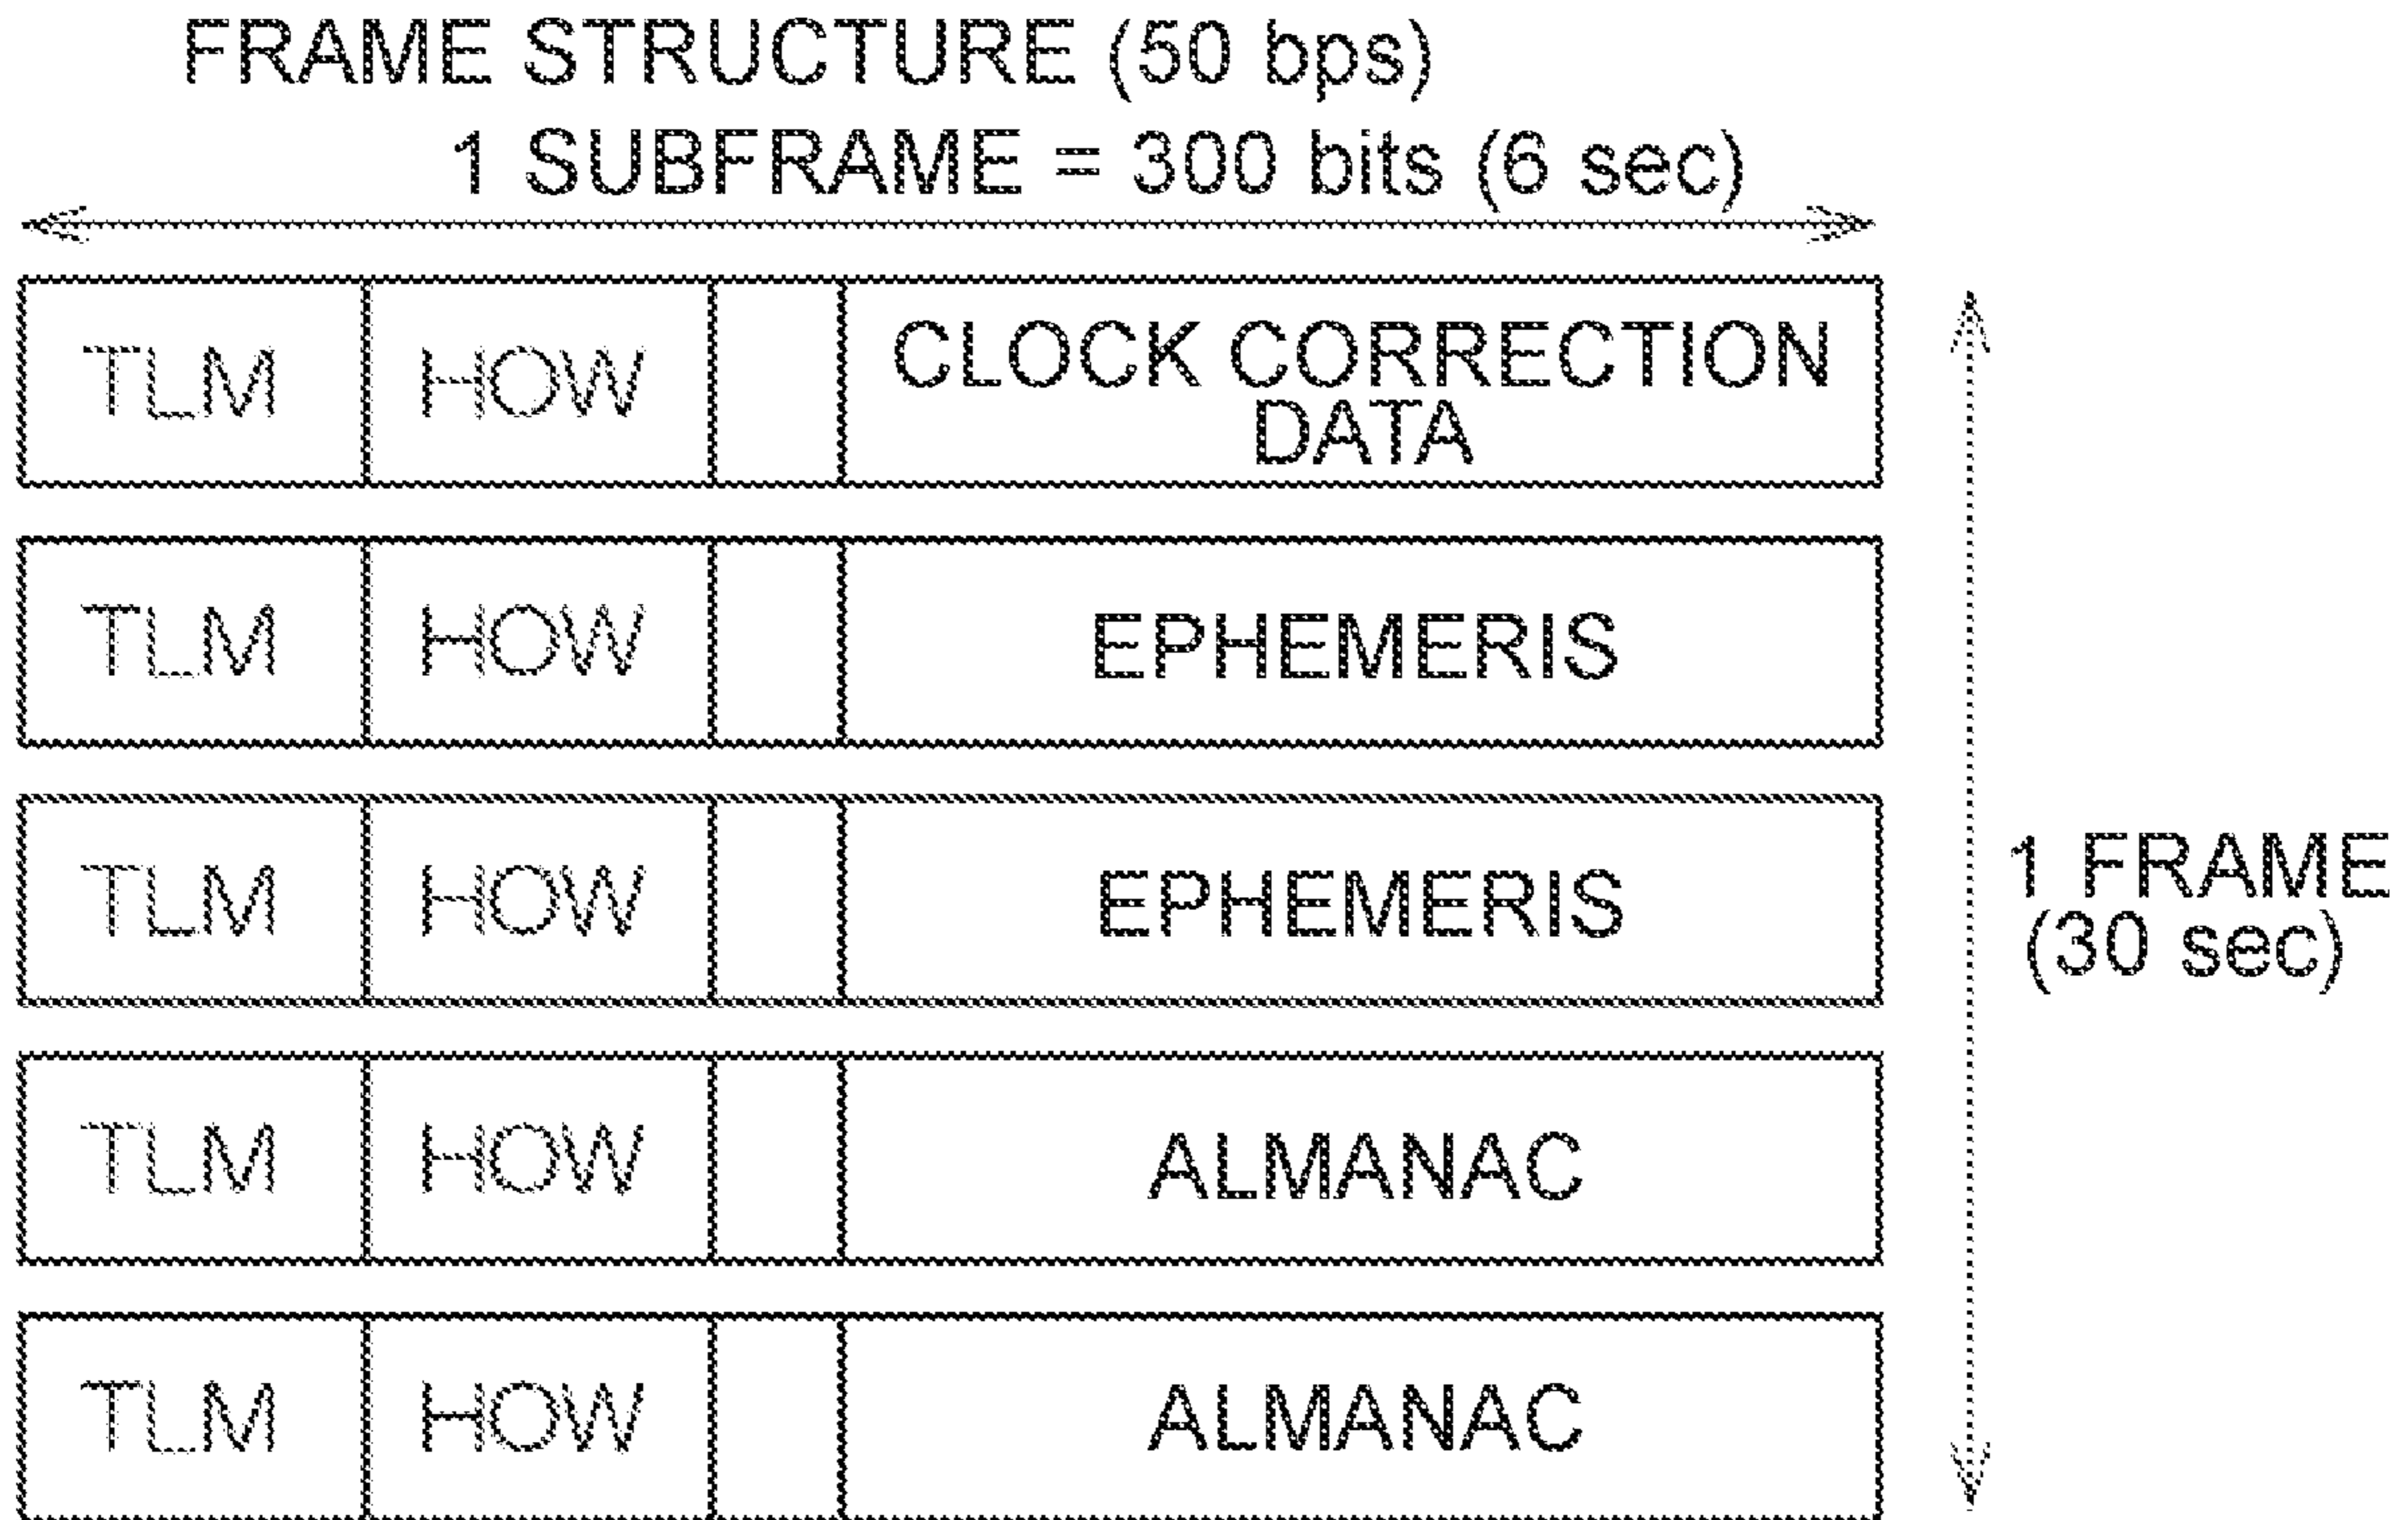 FRAME STRUCTURE (50 bps)
1 SUBFRAME = 300 bits (6 sec)
TLM HOW CLOCK CORRECTION
DATA
TLM HOW EPHEMERIS
TLM HOW EPHEMERIS
1 FRAME
(30 sec)
TLM HOW ALMANAC
TLM HOW ALMANAC